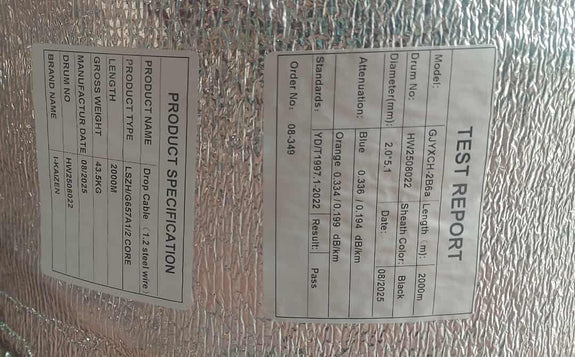 PRODUCT SPECIFICATION
PRODUCT NAME Drop Cable (1.2 steel wire)
PRODUCT TYPE LSZH/G657A1/2 CORE
LENGTH 2000M
GROSS WEIGHT 43.5KG
MANUFACTUR DATE 08/2025
DRUM NO HW2508022
BRAND NAME I-KAIZEN
TEST REPORT
Model: GJYXCH-2B6a Length (m): 2000m
Drum No: HW2508022 Sheath Color: Black
Diameter(mm): 2.0*5.1 Date: 08/2025
Attenuation: Blue 0.336 / 0.194 dB/km
Orange 0.334 / 0.199 dB/km
Standards: YD/T1997.1-2022 Result: Pass
Order No. 08-349